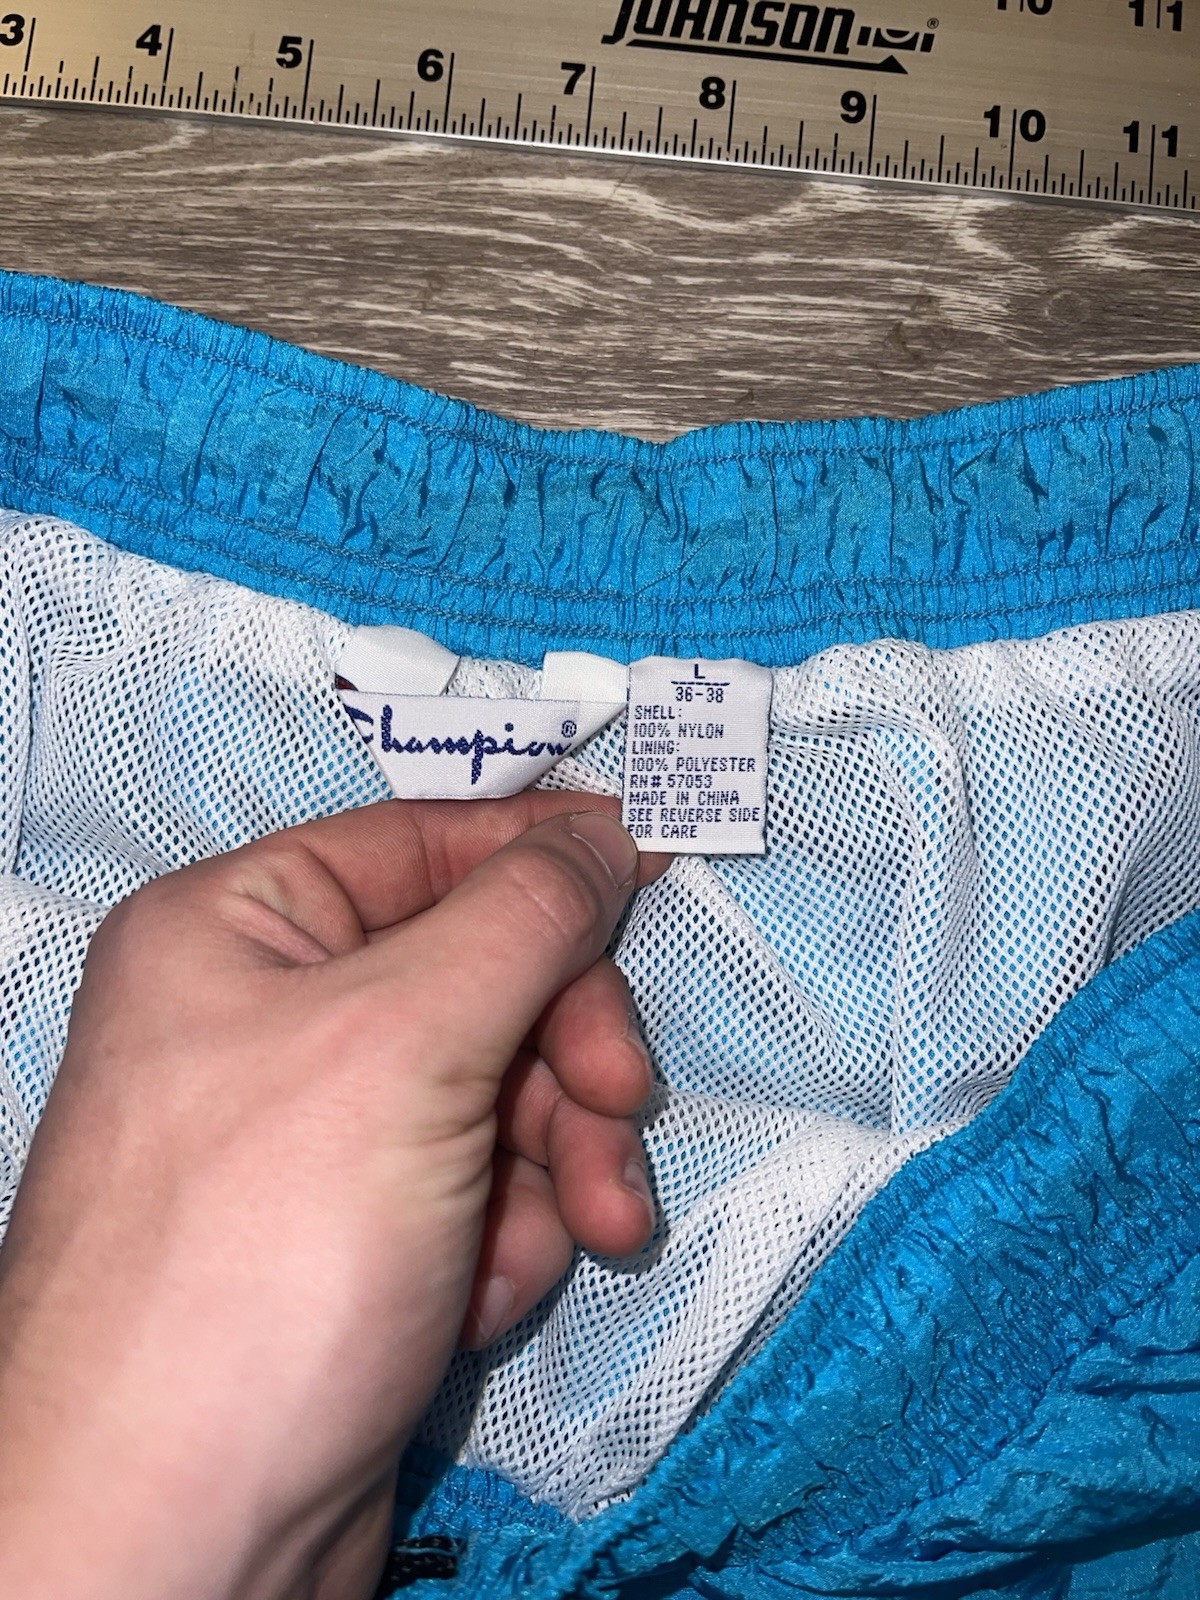 JOHNSON ®
10 11
3 4 5 6 7 8 9 10 11
Champion®
L
36-38
SHELL:
100% NYLON
LINING:
100% POLYESTER
RN# 57053
MADE IN CHINA
SEE REVERSE SIDE
FOR CARE